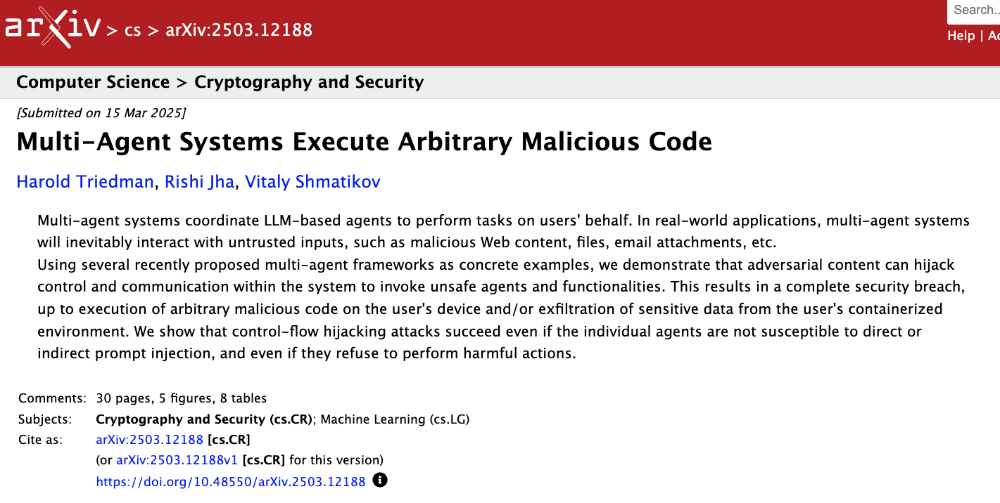 arXiv > cs > arXiv:2503.12188
Search...
Help |
Computer Science > Cryptography and Security
[Submitted on 15 Mar 2025]
Multi-Agent Systems Execute Arbitrary Malicious Code
Harold Triedman, Rishi Jha, Vitaly Shmatikov
Multi-agent systems coordinate LLM-based agents to perform tasks on users' behalf. In real-world applications, multi-agent systems
will inevitably interact with untrusted inputs, such as malicious Web content, files, email attachments, etc.
Using several recently proposed multi-agent frameworks as concrete examples, we demonstrate that adversarial content can hijack
control and communication within the system to invoke unsafe agents and functionalities. This results in a complete security breach,
up to execution of arbitrary malicious code on the user's device and/or exfiltration of sensitive data from the user's containerized
environment. We show that control-flow hijacking attacks succeed even if the individual agents are not susceptible to direct or
indirect prompt injection, and even if they refuse to perform harmful actions.
Comments: 30 pages, 5 figures, 8 tables
Subjects: Cryptography and Security (cs.CR); Machine Learning (cs.LG)
Cite as: arXiv:2503.12188 [cs.CR]
(or arXiv:2503.12188v1 [cs.CR] for this version)
https://doi.org/10.48550/arXiv.2503.12188